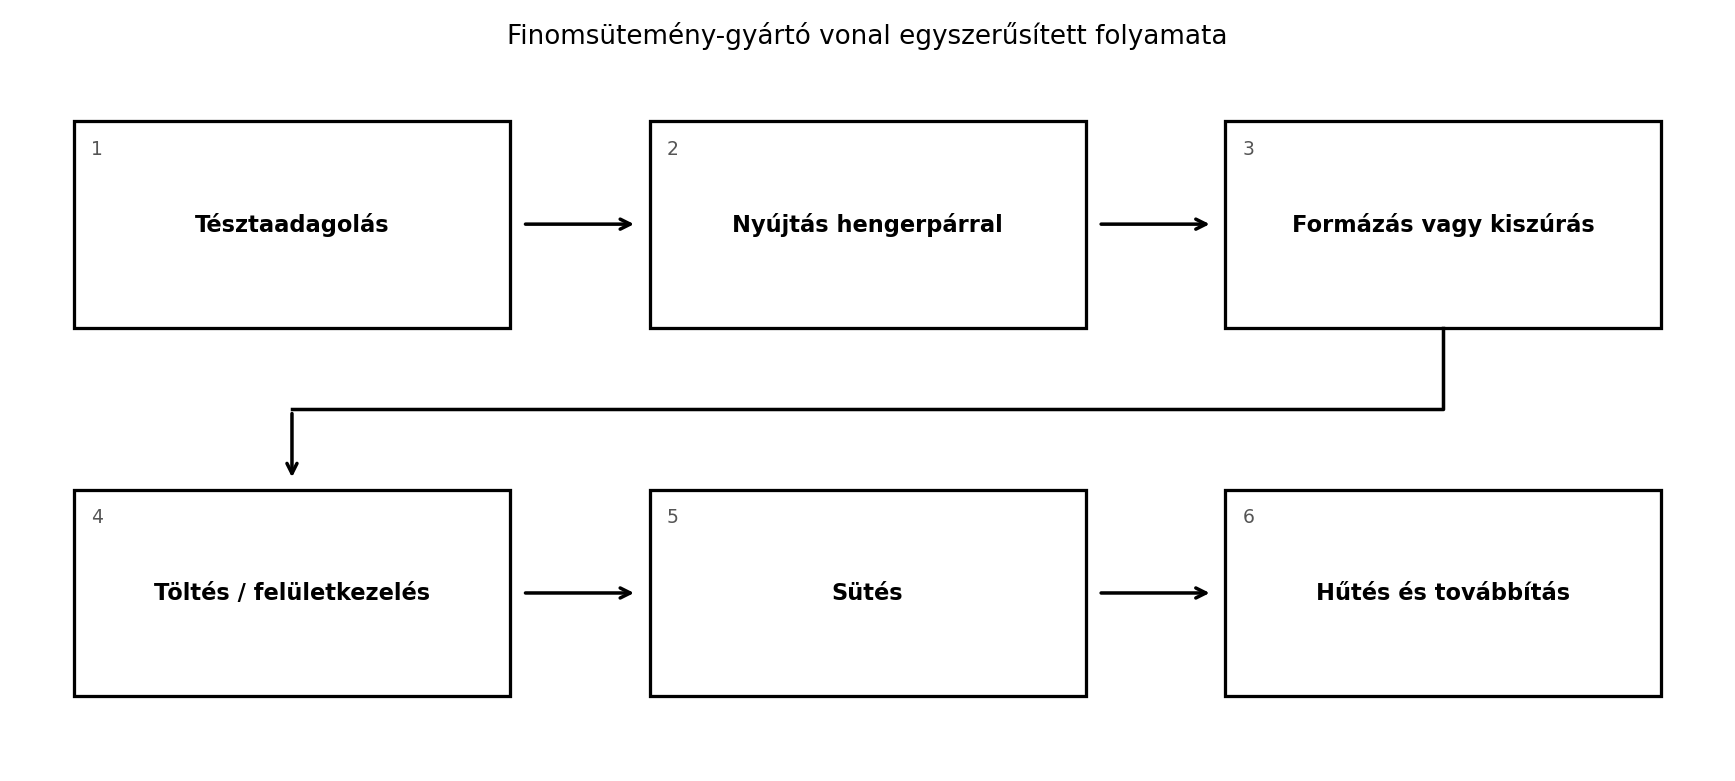 Finomsütemény-gyártó vonal egyszerűsített folyamata
1
Tésztaadagolás
2
Nyújtás hengerpárral
3
Formázás vagy kiszúrás
4
Töltés / felületkezelés
5
Sütés
6
Hűtés és továbbítás